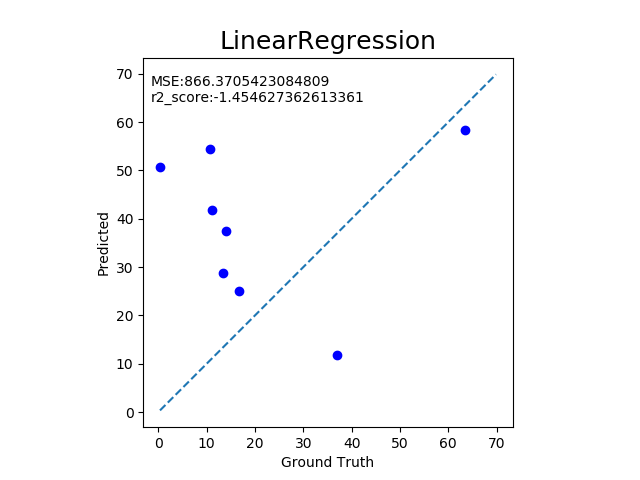 LinearRegression
MSE:866.3705423084809
r2_score:-1.454627362613361
70
60
50
40
30
20
10
0
Predicted
0 10 20 30 40 50 60 70
Ground Truth